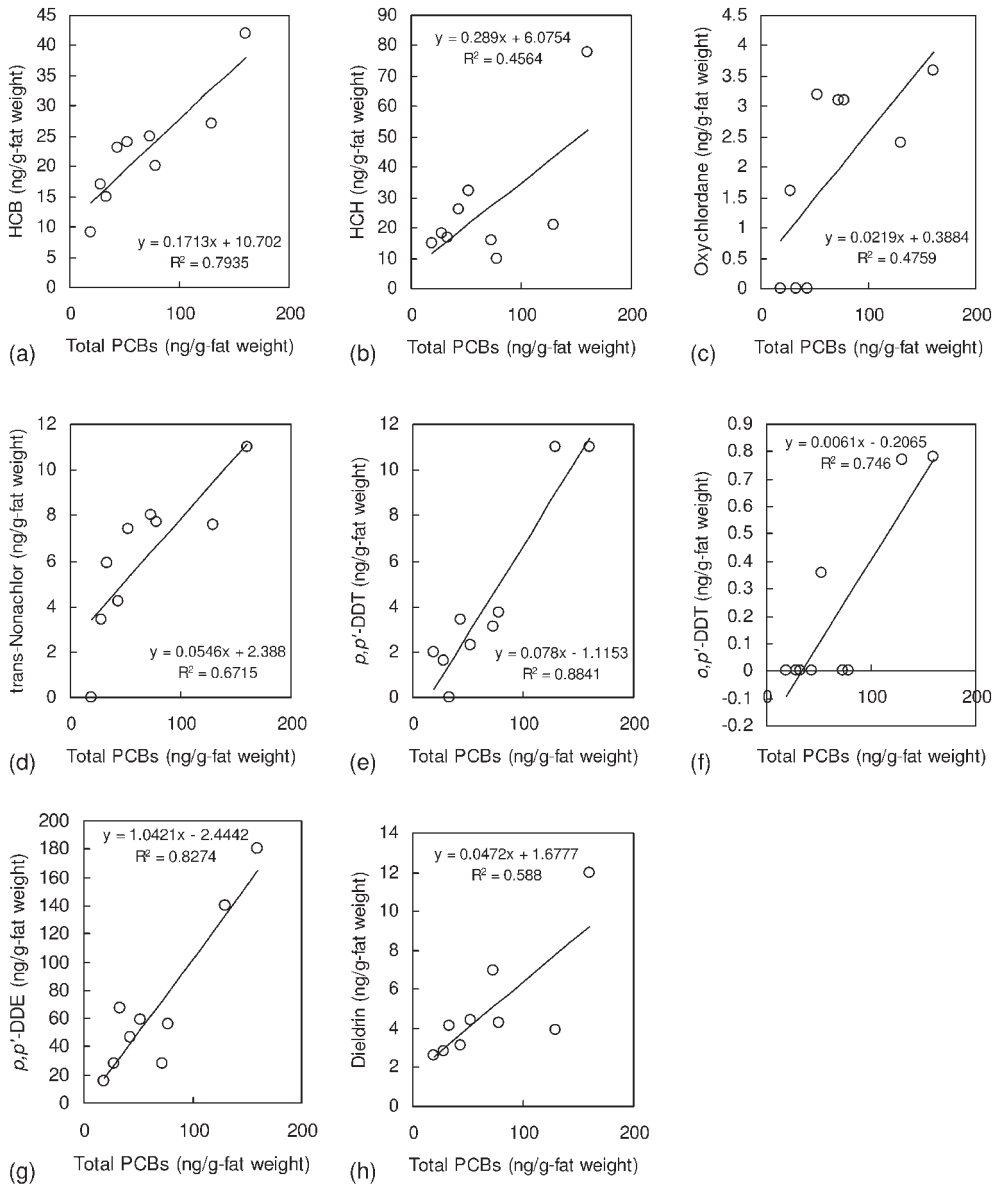 45
40
35
30
25
20
15
10
5
0
HCB (ng/g-fat weight)
y = 0.1713x + 10.702
R² = 0.7935
0 100 200
(a) Total PCBs (ng/g-fat weight)
90
80
70
60
50
40
30
20
10
0
HCH (ng/g-fat weight)
y = 0.289x + 6.0754
R² = 0.4564
0 100 200
(b) Total PCBs (ng/g-fat weight)
4.5
4
3.5
3
2.5
2
1.5
1
0.5
0
Oxychlordane (ng/g-fat weight)
y = 0.0219x + 0.3884
R² = 0.4759
0 100 200
(c) Total PCBs (ng/g-fat weight)
12
10
8
6
4
2
0
trans-Nonachlor (ng/g-fat weight)
y = 0.0546x + 2.388
R² = 0.6715
0 100 200
(d) Total PCBs (ng/g-fat weight)
12
10
8
6
4
2
0
p,p′-DDT (ng/g-fat weight)
y = 0.078x - 1.1153
R² = 0.8841
0 100 200
(e) Total PCBs (ng/g-fat weight)
0.9
0.8
0.7
0.6
0.5
0.4
0.3
0.2
0.1
0
-0.1
-0.2
o,p′-DDT (ng/g-fat weight)
y = 0.0061x - 0.2065
R² = 0.746
0 100 200
(f) Total PCBs (ng/g-fat weight)
200
180
160
140
120
100
80
60
40
20
0
p,p′-DDE (ng/g-fat weight)
y = 1.0421x - 2.4442
R² = 0.8274
0 100 200
(g) Total PCBs (ng/g-fat weight)
14
12
10
8
6
4
2
0
Dieldrin (ng/g-fat weight)
y = 0.0472x + 1.6777
R² = 0.588
0 100 200
(h) Total PCBs (ng/g-fat weight)